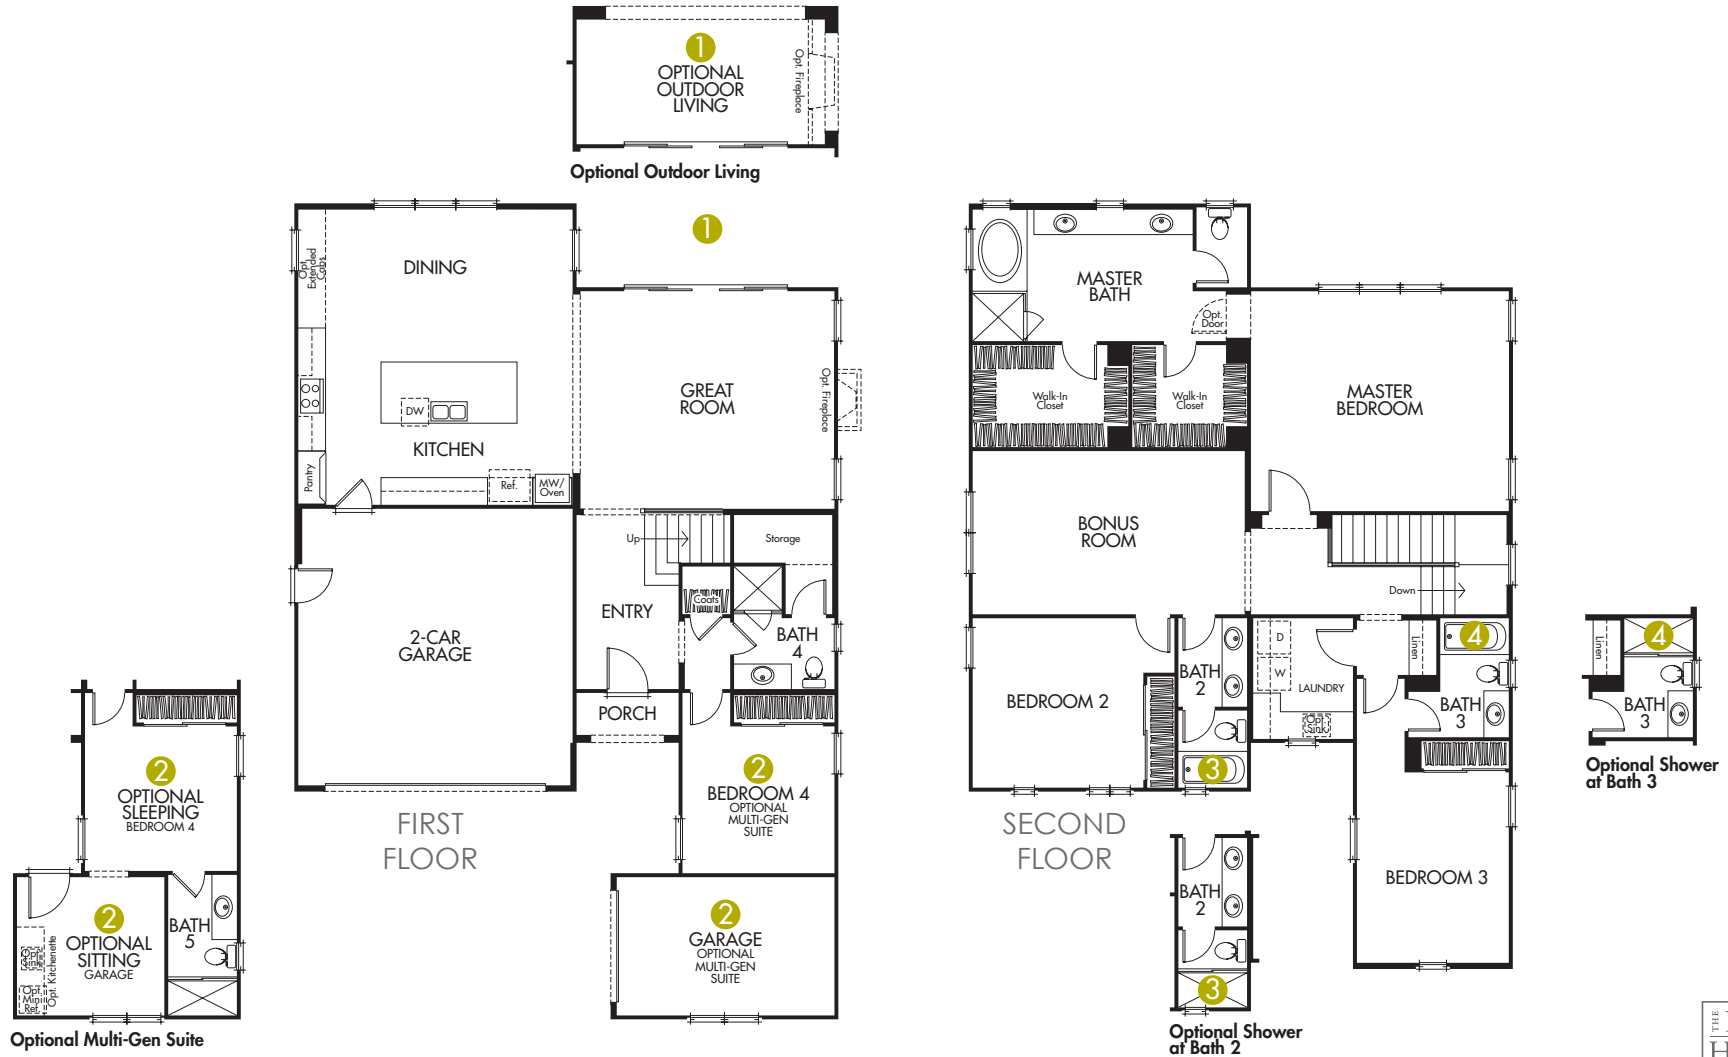 1
OPTIONAL
OUTDOOR
LIVING
Opt. Fireplace
Optional Outdoor Living
1
Opt.
Extended
Cabs
DINING
GREAT
ROOM
Opt. Fireplace
DW
KITCHEN
Pantry
Ref.
MW/
Oven
Up
Storage
Coats
ENTRY
BATH
4
2-CAR
GARAGE
PORCH
2
BEDROOM 4
OPTIONAL
MULTI-GEN
SUITE
FIRST
FLOOR
2
GARAGE
OPTIONAL
MULTI-GEN
SUITE
2
OPTIONAL
SLEEPING
BEDROOM 4
2
OPTIONAL
SITTING
GARAGE
BATH
5
Opt.
Sink
Opt.
Mini
Ref.
Opt. Kitchenette
Optional Multi-Gen Suite
MASTER
BATH
Opt.
Door
Walk-In
Closet
Walk-In
Closet
MASTER
BEDROOM
BONUS
ROOM
Down
D
W
LAUNDRY
Opt.
Sink
Linen
4
BATH
3
BATH
2
BEDROOM 2
3
SECOND
FLOOR
BEDROOM 3
BATH
2
3
Optional Shower
at Bath 2
Linen
4
BATH
3
Optional Shower
at Bath 3
THE
H